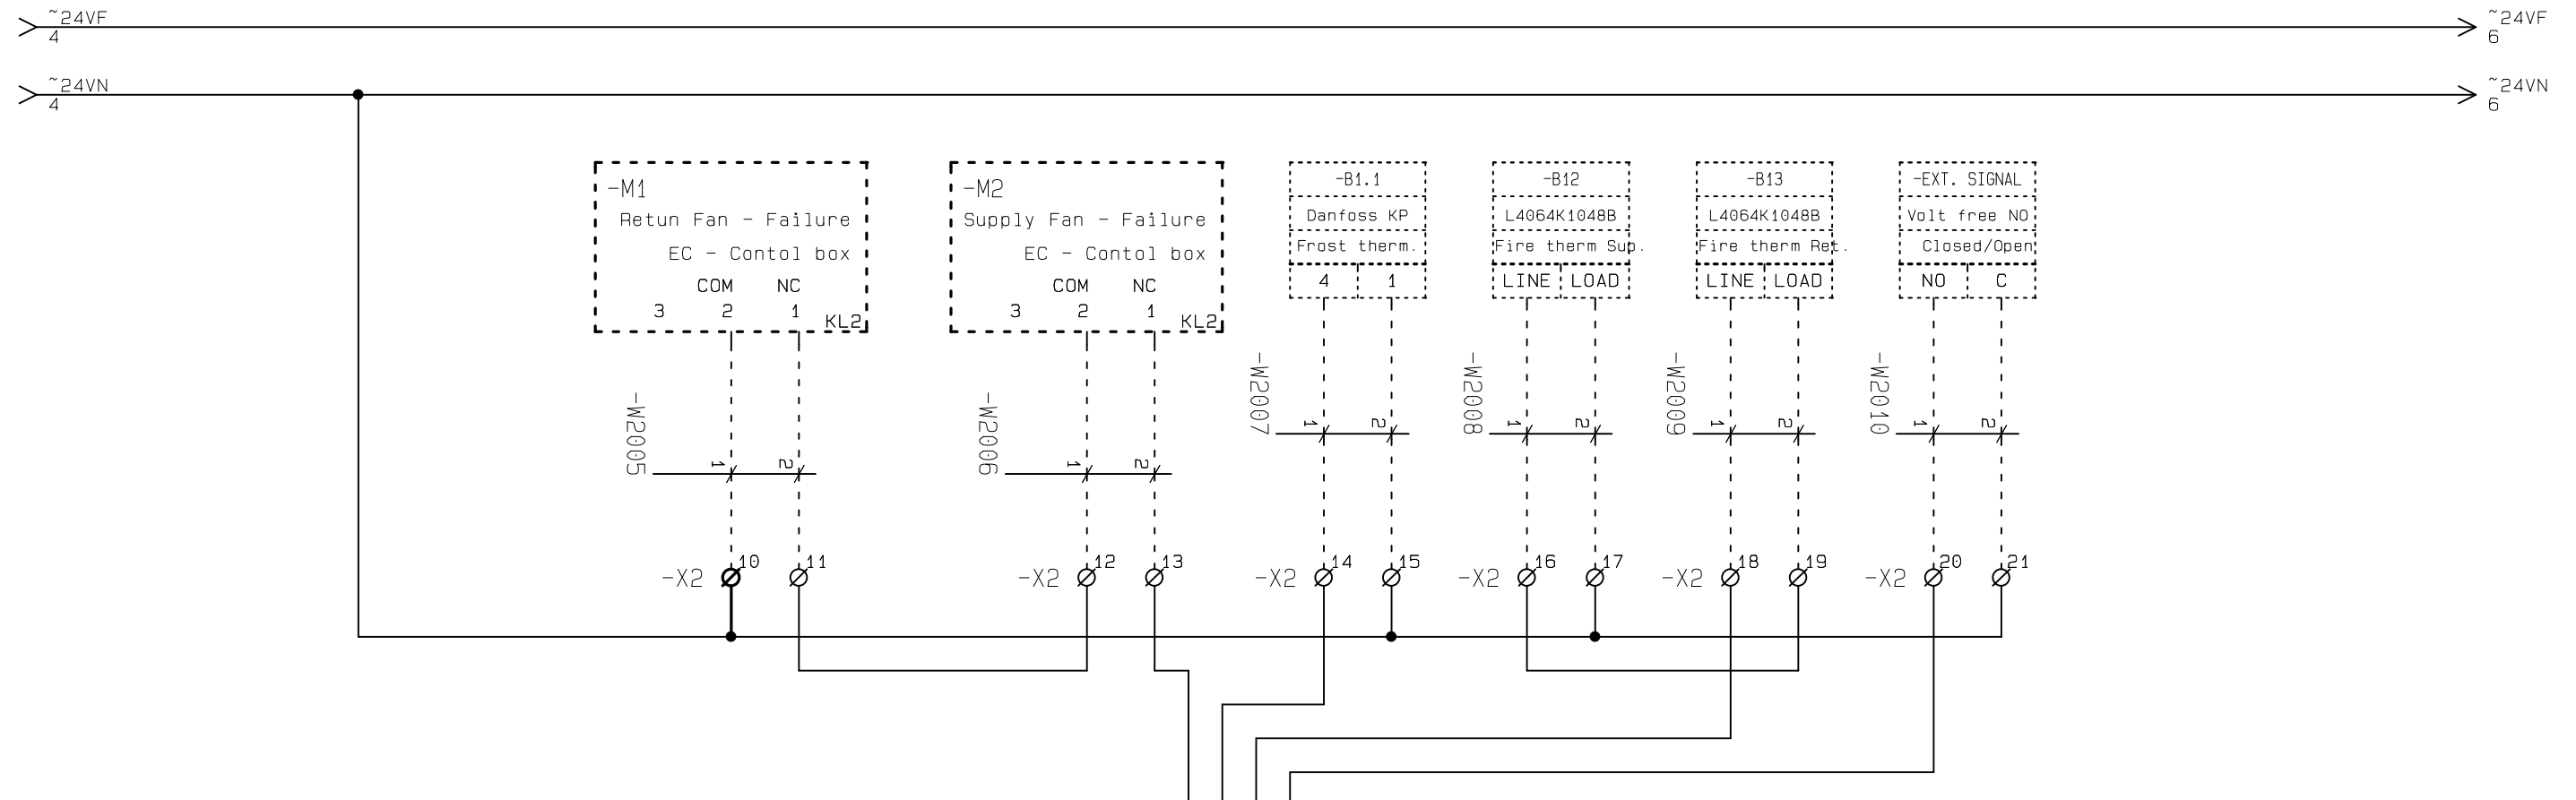 ~24VF
4
~24VF
6
~24VN
4
~24VN
6
-M1
Retun Fan - Failure
EC - Contol box
COM NC
3 2 1 KL2
-M2
Supply Fan - Failure
EC - Contol box
COM NC
3 2 1 KL2
-B1.1
Danfoss KP
Frost therm.
4 1
-B12
L4064K1048B
Fire therm Sup.
LINE LOAD
-B13
L4064K1048B
Fire therm Ret.
LINE LOAD
-EXT. SIGNAL
Volt free NO
Closed/Open
NO C
-W2005
1 2
-W2006
1 2
-W2007
1 2
-W2008
1 2
-W2009
1 2
-W2010
1 2
-X2 10 11
-X2 12 13
-X2 14 15
-X2 16 17
-X2 18 19
-X2 20 21